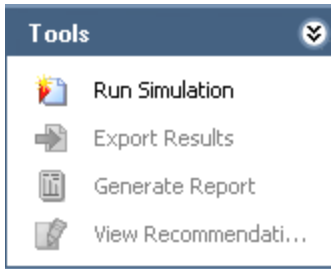 Tools
Run Simulation
Export Results
Generate Report
View Recommendati...